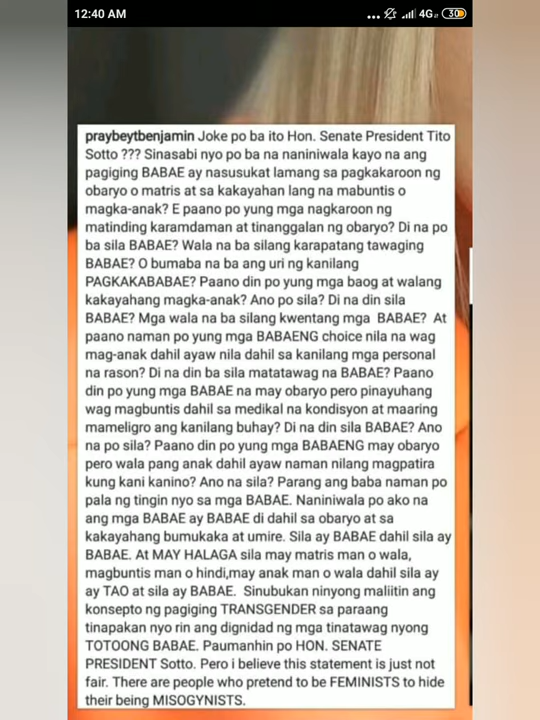 12:40 AM
4G
30
praybeytbenjamin Joke po ba ito Hon. Senate President Tito
Sotto ??? Sinasabi nyo po ba na naniniwala kayo na ang
pagiging BABAE ay nasusukat lamang sa pagkakaroon ng
obaryo o matris at sa kakayahan lang na mabuntis o
magka-anak? E paano po yung mga nagkaroon ng
matinding karamdaman at tinanggalan ng obaryo? Di na po
ba sila BABAE? Wala na ba silang karapatang tawaging
BABAE? O bumaba na ba ang uri ng kanilang
PAGKAKABABAE? Paano din po yung mga baog at walang
kakayahang magka-anak? Ano po sila? Di na din sila
BABAE? Mga wala na ba silang kwentang mga  BABAE?  At
paano naman po yung mga BABAENG choice nila na wag
mag-anak dahil ayaw nila dahil sa kanilang mga personal
na rason? Di na din ba sila matatawag na BABAE? Paano
din po yung mga BABAE na may obaryo pero pinayuhang
wag magbuntis dahil sa medikal na kondisyon at maaring
mameligro ang kanilang buhay? Di na din sila BABAE? Ano
na po sila? Paano din po yung mga BABAENG may obaryo
pero wala pang anak dahil ayaw naman nilang magpatira
kung kani kanino? Ano na sila? Parang ang baba naman po
pala ng tingin nyo sa mga BABAE. Naniniwala po ako na
ang mga BABAE ay BABAE di dahil sa obaryo at sa
kakayahang bumukaka at umire. Sila ay BABAE dahil sila ay
BABAE. At MAY HALAGA sila may matris man o wala,
magbuntis man o hindi,may anak man o wala dahil sila ay
ay TAO at sila ay BABAE.  Sinubukan ninyong maliitin ang
konsepto ng pagiging TRANSGENDER sa paraang
tinapakan nyo rin ang dignidad ng mga tinatawag nyong
TOTOONG BABAE. Paumanhin po HON. SENATE
PRESIDENT Sotto. Pero i believe this statement is just not
fair. There are people who pretend to be FEMINISTS to hide
their being MISOGYNISTS.